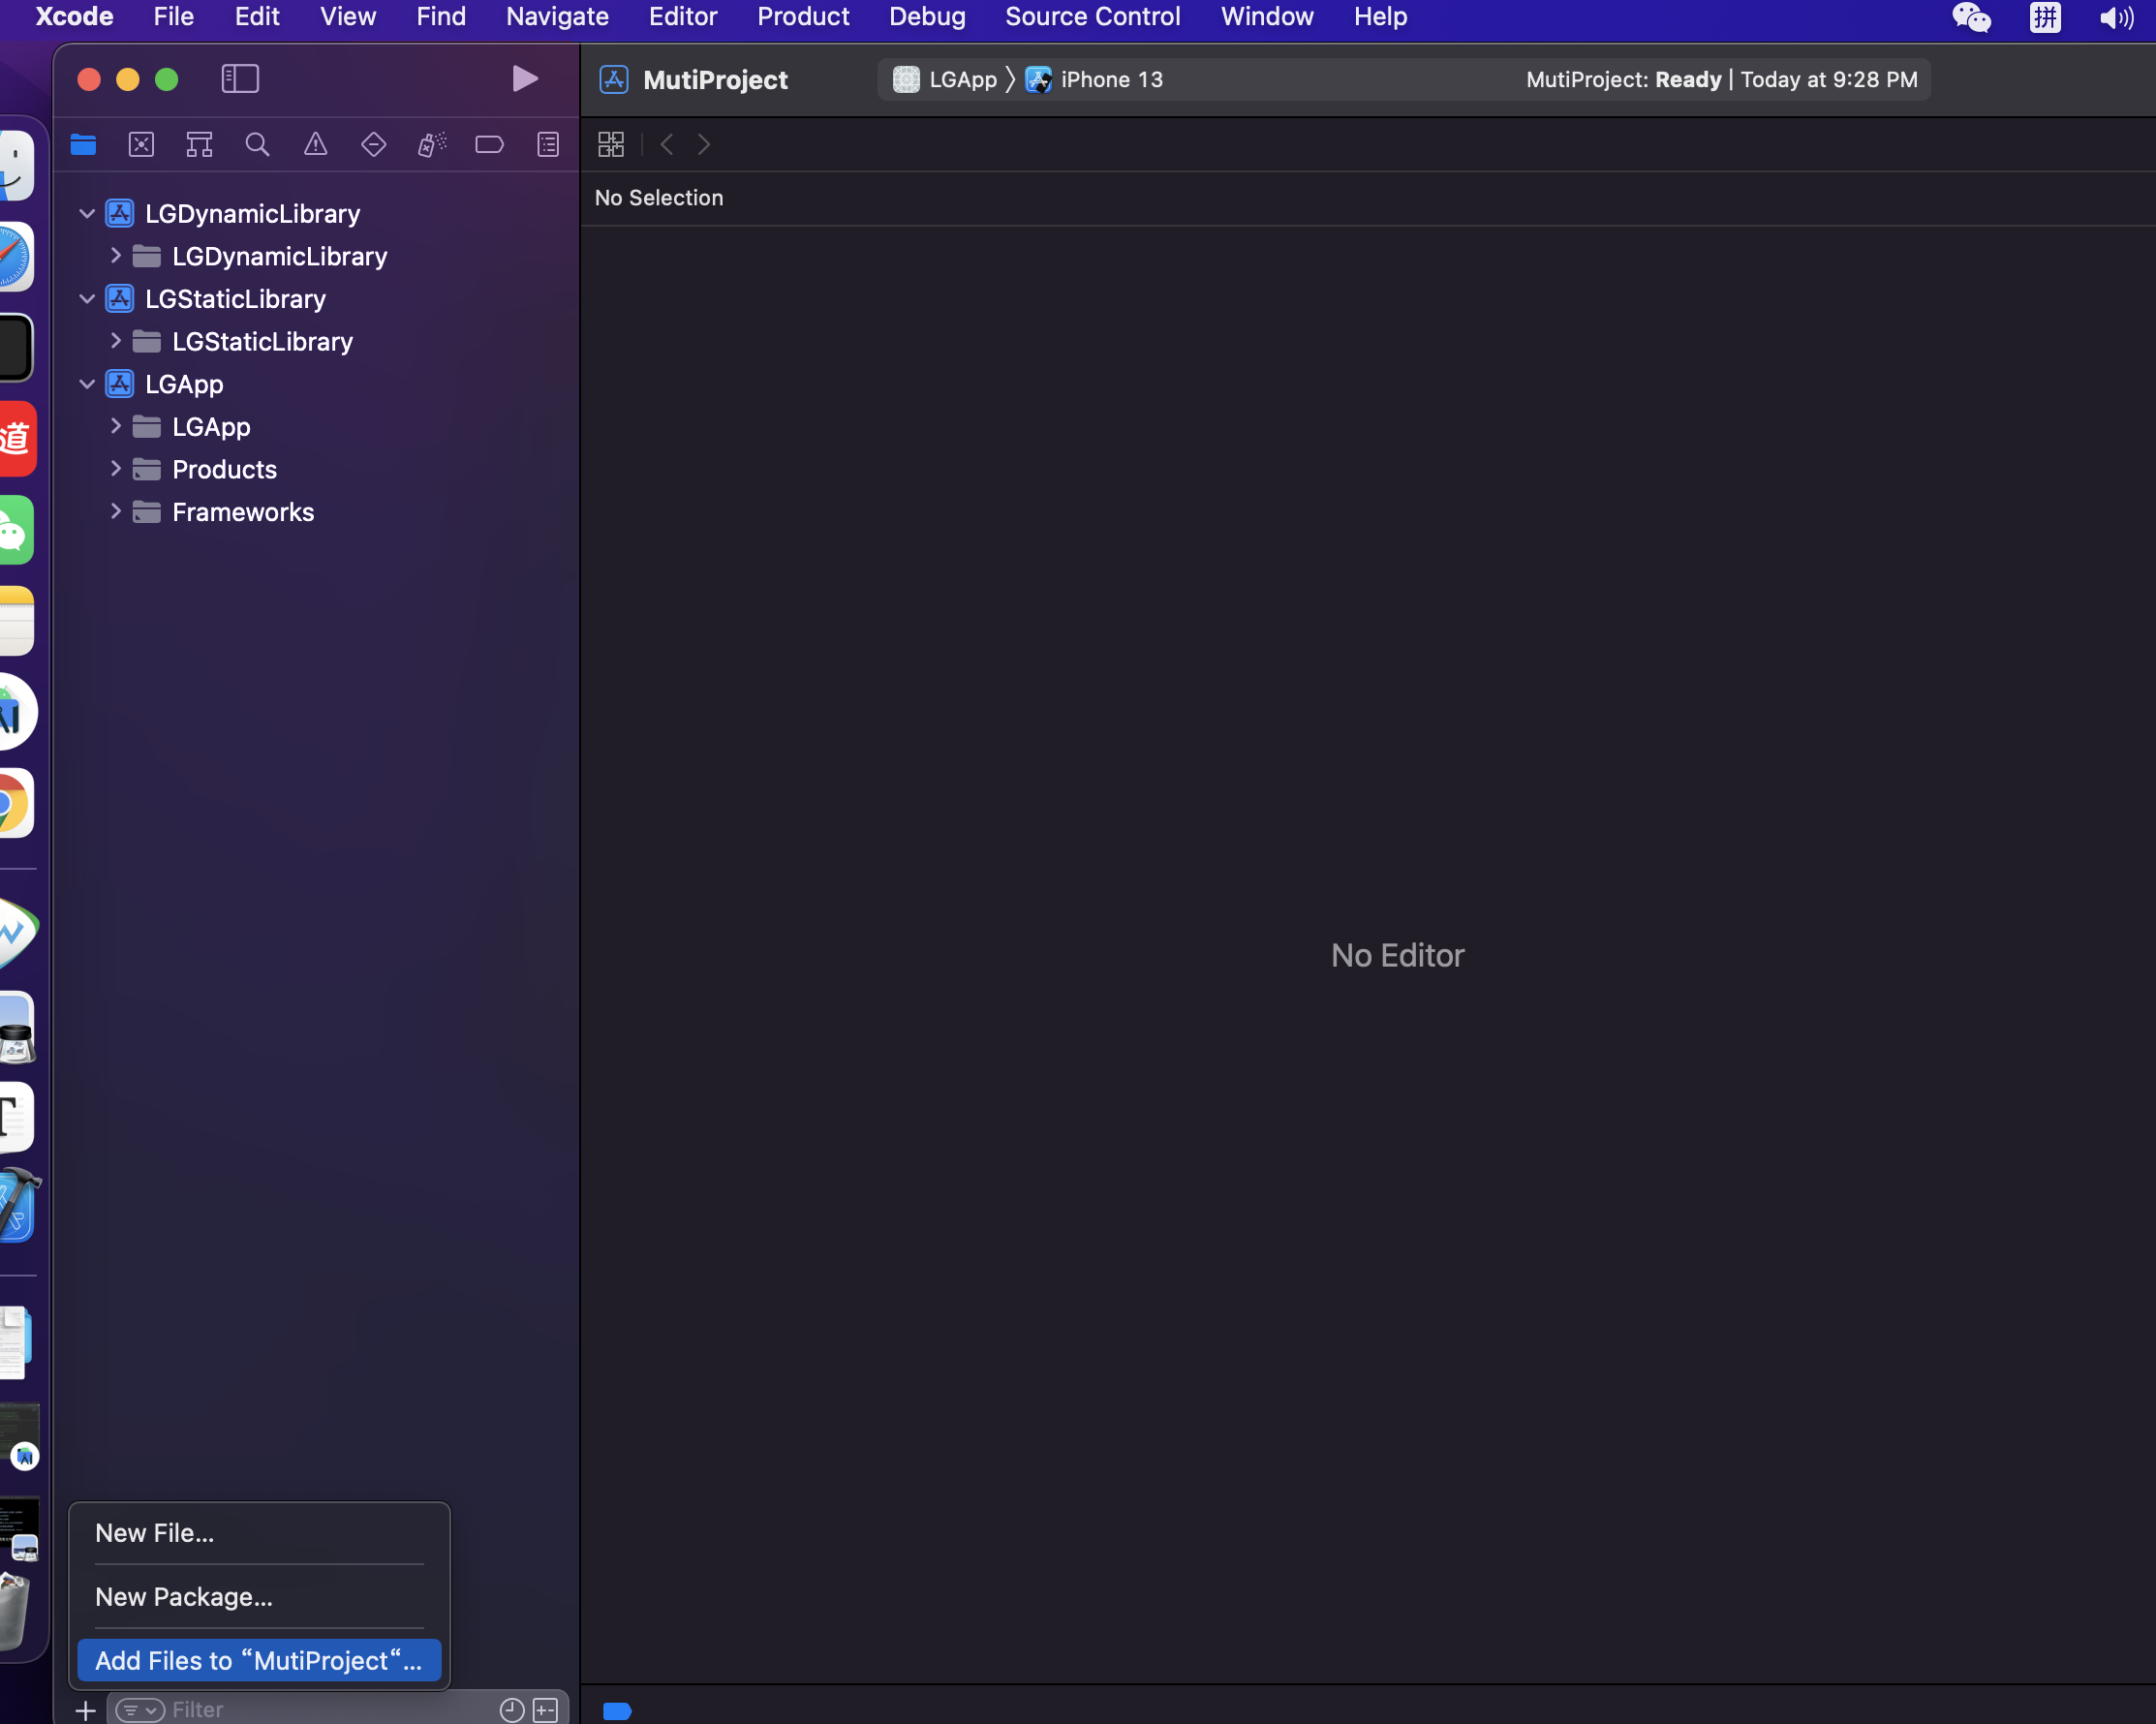 Xcode File Edit View Find Navigate Editor Product Debug Source Control Window Help 拼
MutiProject LGApp 〉 iPhone 13 MutiProject: Ready | Today at 9:28 PM
No Selection
LGDynamicLibrary
LGDynamicLibrary
LGStaticLibrary
LGStaticLibrary
LGApp
LGApp
Products
Frameworks
道
No Editor
New File...
New Package...
Add Files to “MutiProject“...
Filter